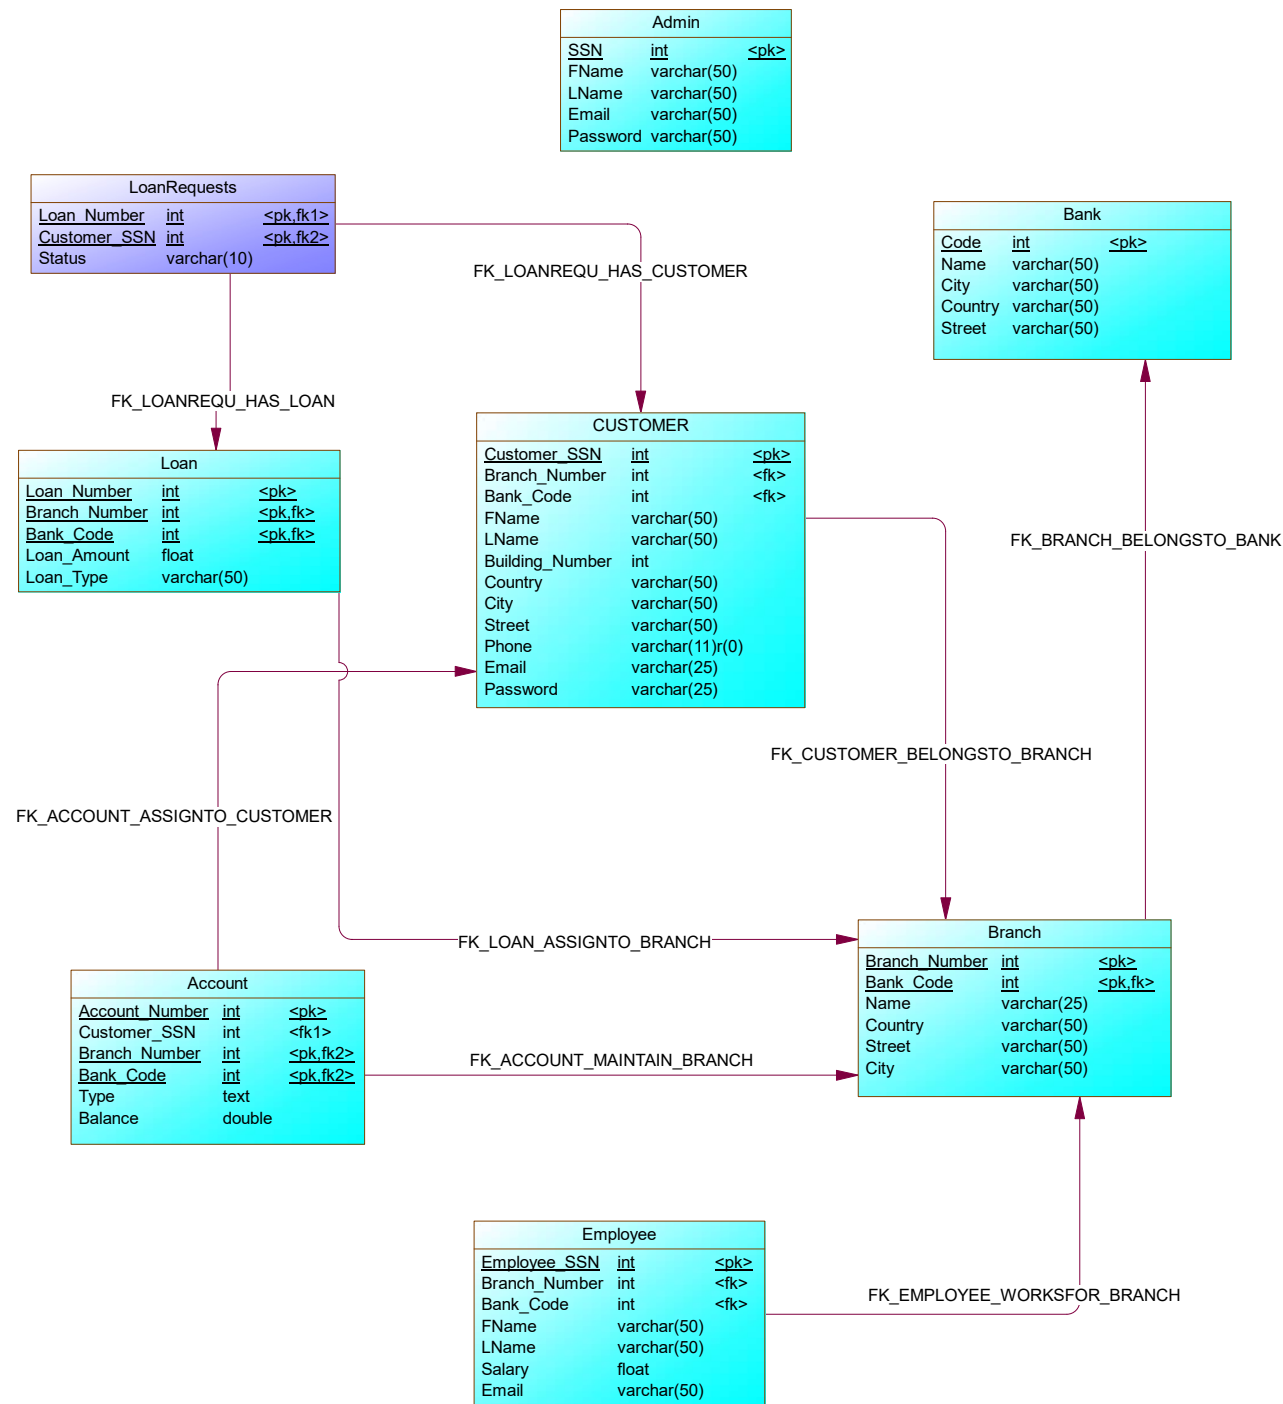 Admin
SSN int <pk>
FName varchar(50)
LName varchar(50)
Email varchar(50)
Password varchar(50)
LoanRequests
Loan_Number int <pk,fk1>
Customer_SSN int <pk,fk2>
Status varchar(10)
Bank
Code int <pk>
Name varchar(50)
City varchar(50)
Country varchar(50)
Street varchar(50)
FK_LOANREQU_HAS_CUSTOMER
FK_LOANREQU_HAS_LOAN
CUSTOMER
Customer_SSN int <pk>
Branch_Number int <fk>
Bank_Code int <fk>
FName varchar(50)
LName varchar(50)
Building_Number int
Country varchar(50)
City varchar(50)
Street varchar(50)
Phone varchar(11)r(0)
Email varchar(25)
Password varchar(25)
Loan
Loan_Number int <pk>
Branch_Number int <pk,fk>
Bank_Code int <pk,fk>
Loan_Amount float
Loan_Type varchar(50)
FK_BRANCH_BELONGSTO_BANK
FK_CUSTOMER_BELONGSTO_BRANCH
FK_ACCOUNT_ASSIGNTO_CUSTOMER
FK_LOAN_ASSIGNTO_BRANCH
Branch
Branch_Number int <pk>
Bank_Code int <pk,fk>
Name varchar(25)
Country varchar(50)
Street varchar(50)
City varchar(50)
Account
Account_Number int <pk>
Customer_SSN int <fk1>
Branch_Number int <pk,fk2>
Bank_Code int <pk,fk2>
Type text
Balance double
FK_ACCOUNT_MAINTAIN_BRANCH
Employee
Employee_SSN int <pk>
Branch_Number int <fk>
Bank_Code int <fk>
FName varchar(50)
LName varchar(50)
Salary float
Email varchar(50)
FK_EMPLOYEE_WORKSFOR_BRANCH